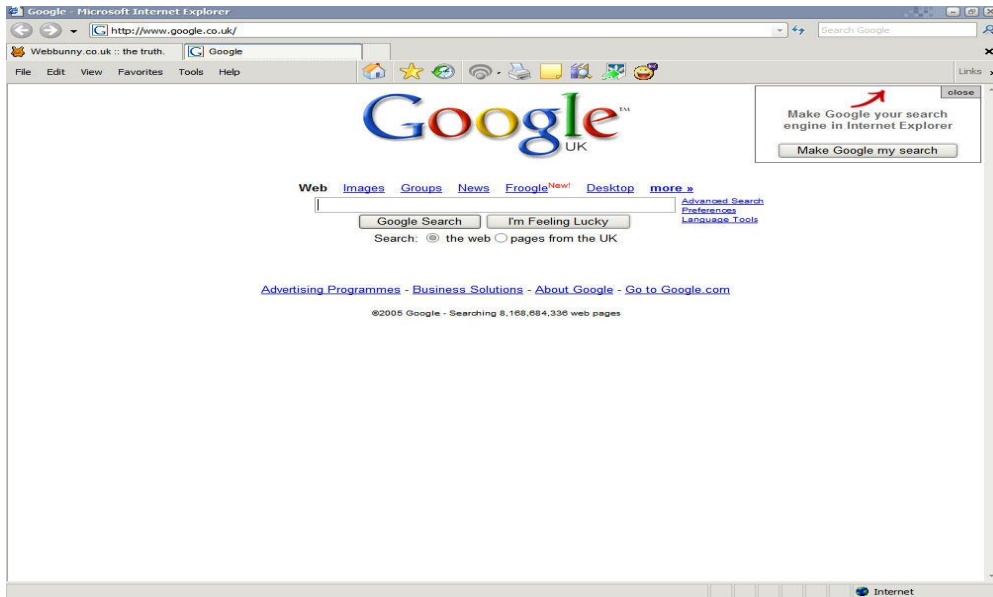 Google - Microsoft Internet Explorer
http://www.google.co.uk/
Search Google
Webbunny.co.uk :: the truth.
Google
File Edit View Favorites Tools Help
Links
close
Make Google your search
engine in Internet Explorer
Make Google my search
Google™
UK
Web Images Groups News Froogle New! Desktop more »
Advanced Search
Preferences
Language Tools
Google Search I'm Feeling Lucky
Search: the web pages from the UK
Advertising Programmes - Business Solutions - About Google - Go to Google.com
©2005 Google - Searching 8,168,684,336 web pages
Internet